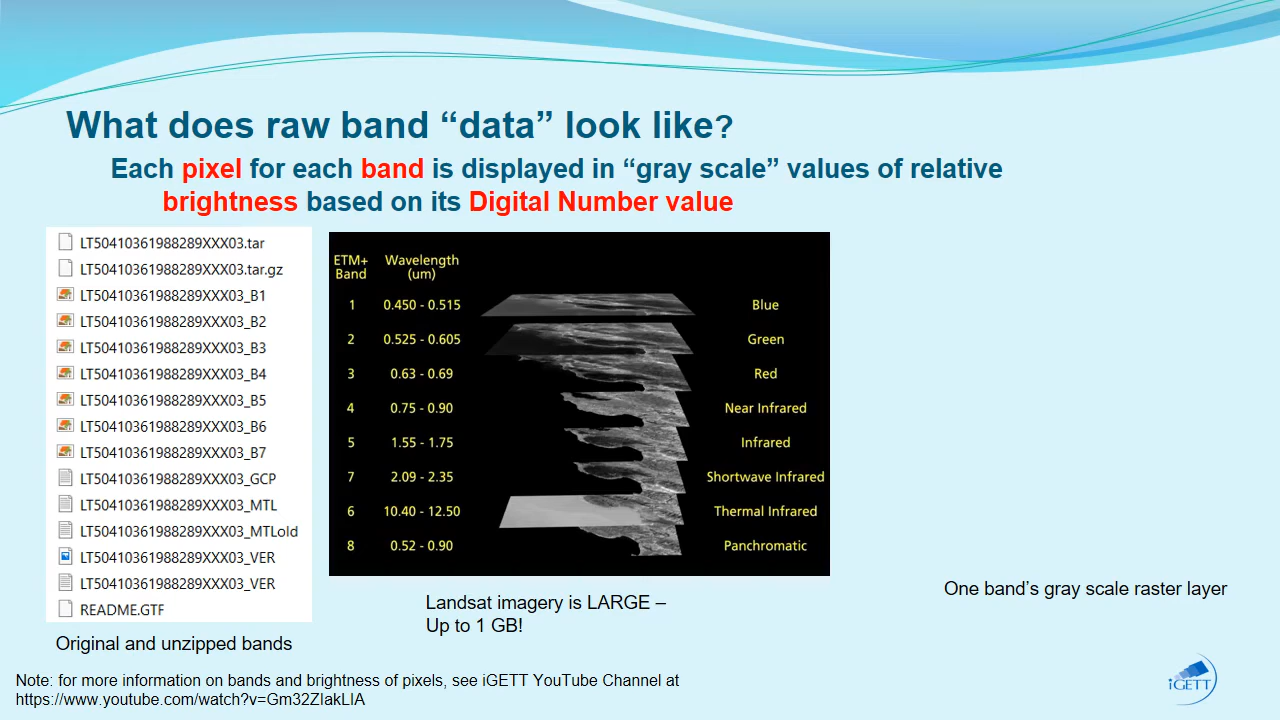 What does raw band “data” look like?
Each pixel for each band is displayed in “gray scale” values of relative
brightness based on its Digital Number value
LT50410361988289XXX03.tar
LT50410361988289XXX03.tar.gz
LT50410361988289XXX03_B1
LT50410361988289XXX03_B2
LT50410361988289XXX03_B3
LT50410361988289XXX03_B4
LT50410361988289XXX03_B5
LT50410361988289XXX03_B6
LT50410361988289XXX03_B7
LT50410361988289XXX03_GCP
LT50410361988289XXX03_MTL
LT50410361988289XXX03_MTLold
LT50410361988289XXX03_VER
LT50410361988289XXX03_VER
README.GTF
Original and unzipped bands
ETM+ Wavelength
Band (um)
1 0.450 - 0.515 Blue
2 0.525 - 0.605 Green
3 0.63 - 0.69 Red
4 0.75 - 0.90 Near Infrared
5 1.55 - 1.75 Infrared
7 2.09 - 2.35 Shortwave Infrared
6 10.40 - 12.50 Thermal Infrared
8 0.52 - 0.90 Panchromatic
Landsat imagery is LARGE –
Up to 1 GB!
One band’s gray scale raster layer
Note: for more information on bands and brightness of pixels, see iGETT YouTube Channel at
https://www.youtube.com/watch?v=Gm32ZIakLIA
iGETT